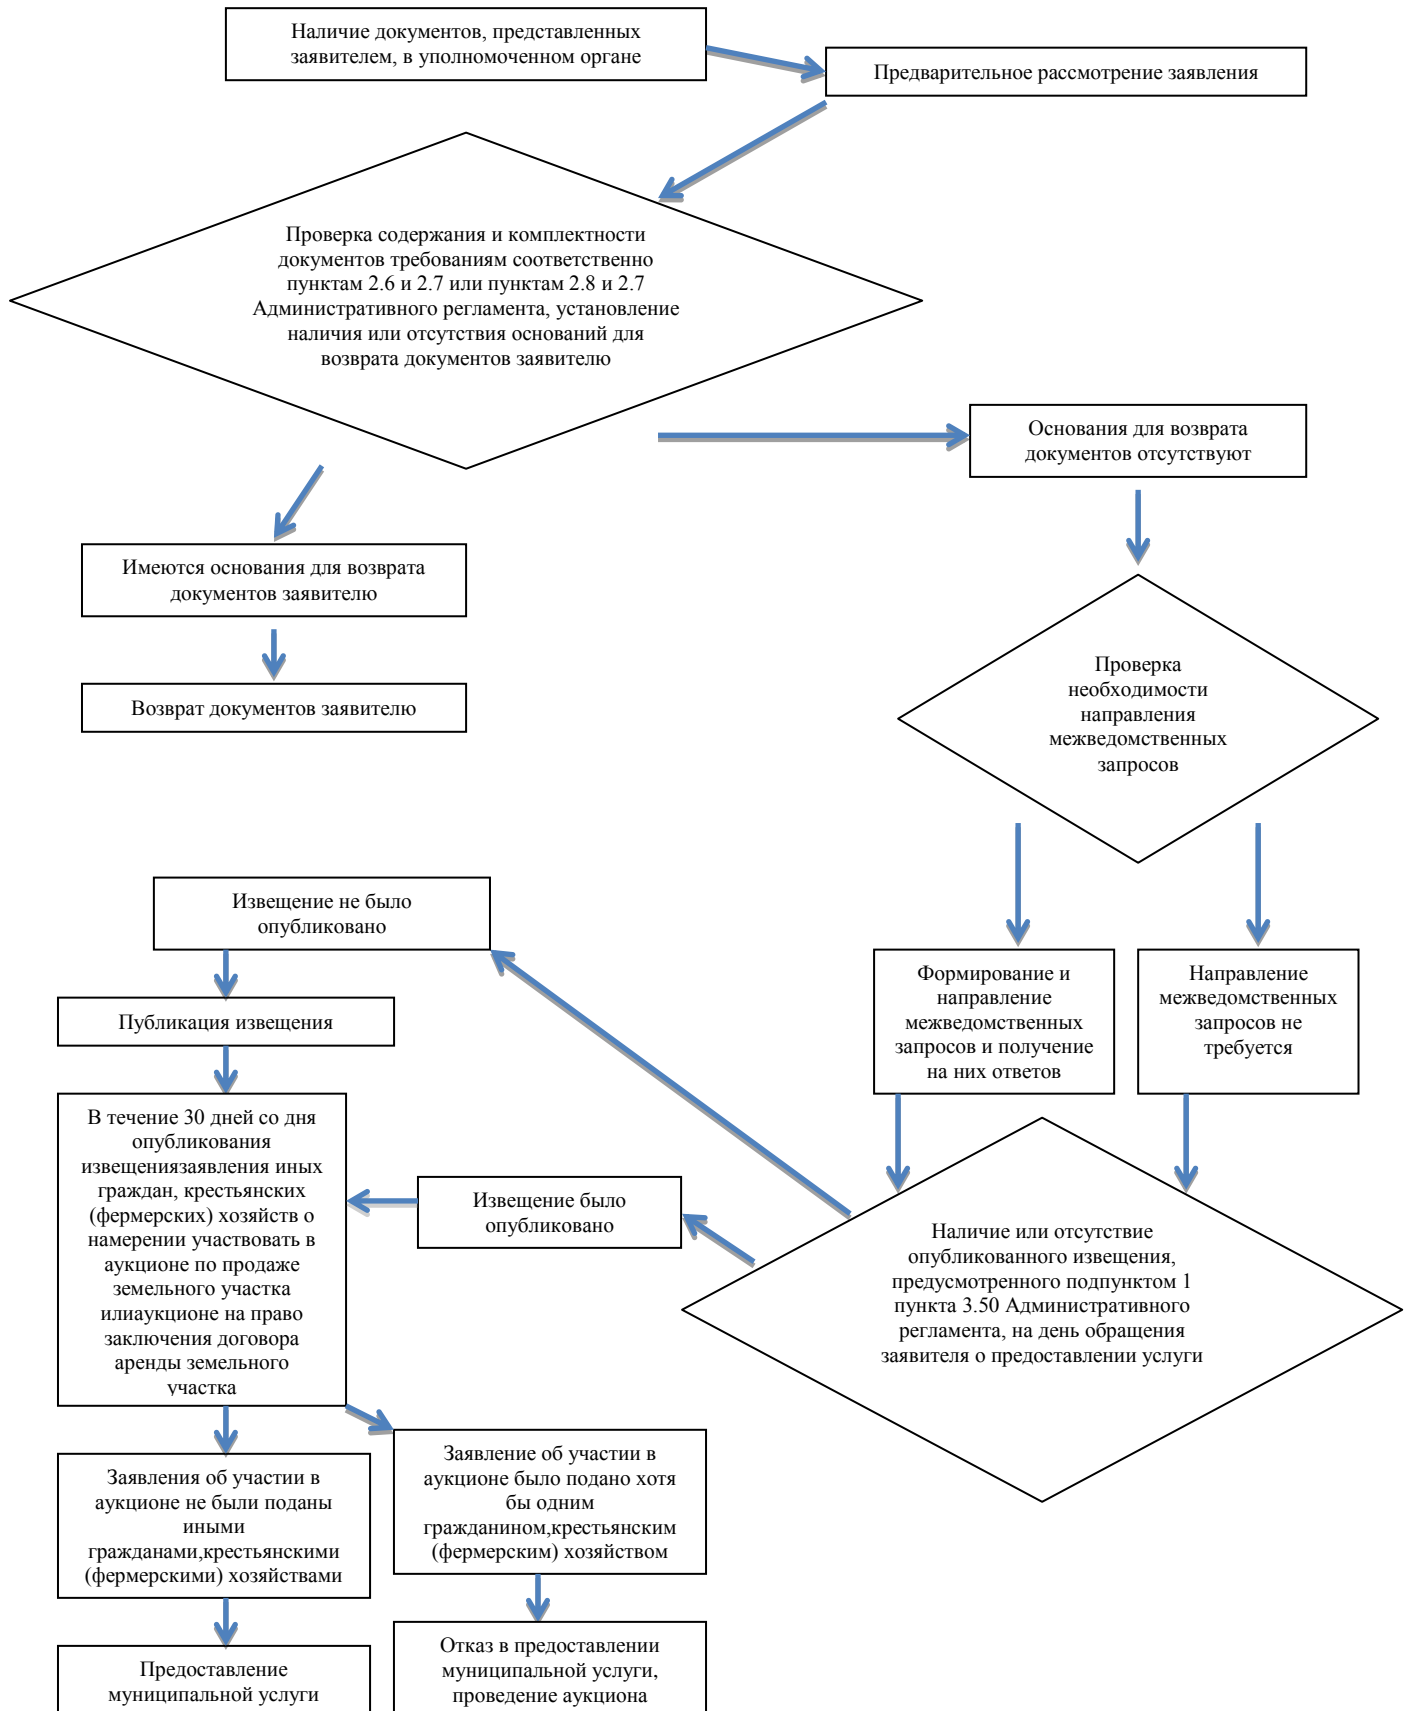 Наличие документов, представленных
заявителем, в уполномоченном органе
Предварительное рассмотрение заявления
Проверка содержания и комплектности
документов требованиям соответственно
пунктам 2.6 и 2.7 или пунктам 2.8 и 2.7
Административного регламента, установление
наличия или отсутствия оснований для
возврата документов заявителю
Основания для возврата
документов отсутствуют
Имеются основания для возврата
документов заявителю
Возврат документов заявителю
Проверка
необходимости
направления
межведомственных
запросов
Извещение не было
опубликовано
Формирование и
направление
межведомственных
запросов и получение
на них ответов
Направление
межведомственных
запросов не
требуется
Публикация извещения
В течение 30 дней со дня
опубликования
извещениязаявления иных
граждан, крестьянских
(фермерских) хозяйств о
намерении участвовать в
аукционе по продаже
земельного участка
илиаукционе на право
заключения договора
аренды земельного
участка
Извещение было
опубликовано
Наличие или отсутствие
опубликованного извещения,
предусмотренного подпунктом 1
пункта 3.50 Административного
регламента, на день обращения
заявителя о предоставлении услуги
Заявления об участии в
аукционе не были поданы
иными
гражданами,крестьянскими
(фермерскими) хозяйствами
Заявление об участии в
аукционе было подано хотя
бы одним
гражданином,крестьянским
(фермерским) хозяйством
Предоставление
муниципальной услуги
Отказ в предоставлении
муниципальной услуги,
проведение аукциона